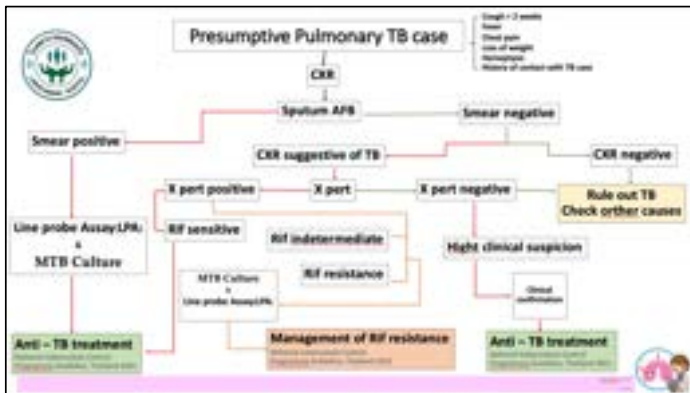 Presumptive Pulmonary TB case
Cough > 2 weeks
Fever
Chest pain
Loss of weight
Hemoptysis
History of contact with TB case
CXR
Sputum AFB
Smear negative
Smear positive
CXR suggestive of TB
CXR negative
X pert positive
X pert
X pert negative
Rule out TB
Check orther causes
Line probe Assay:LPA
&
MTB Culture
Rif sensitive
Rif indeterminate
Hight clinical suspicion
Rif resistance
MTB Culture
Line probe Assay:LPA
Clinical
confirmation
Anti – TB treatment
Management of Rif resistance
Anti – TB treatment